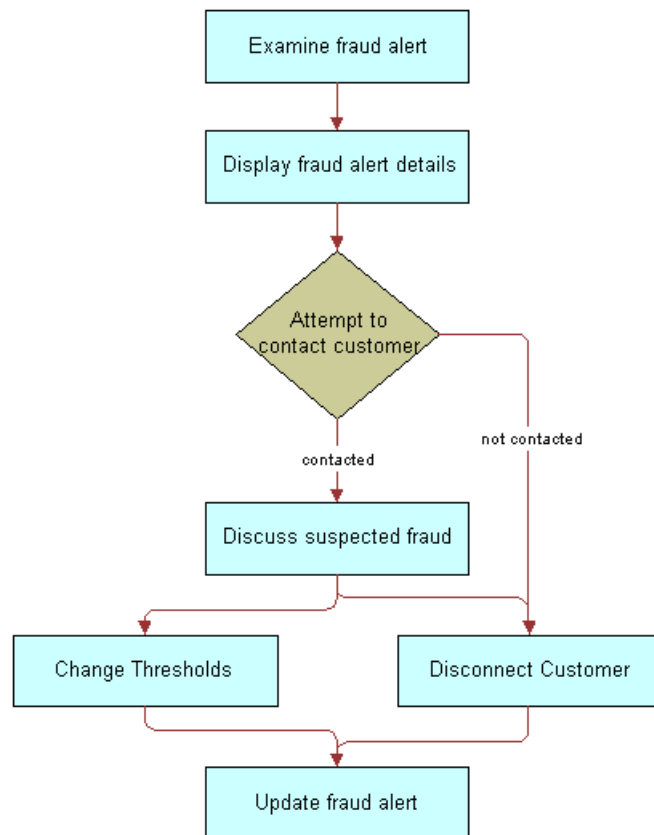 Examine fraud alert
Display fraud alert details
Attempt to
contact customer
not contacted
contacted
Discuss suspected fraud
Change Thresholds
Disconnect Customer
Update fraud alert